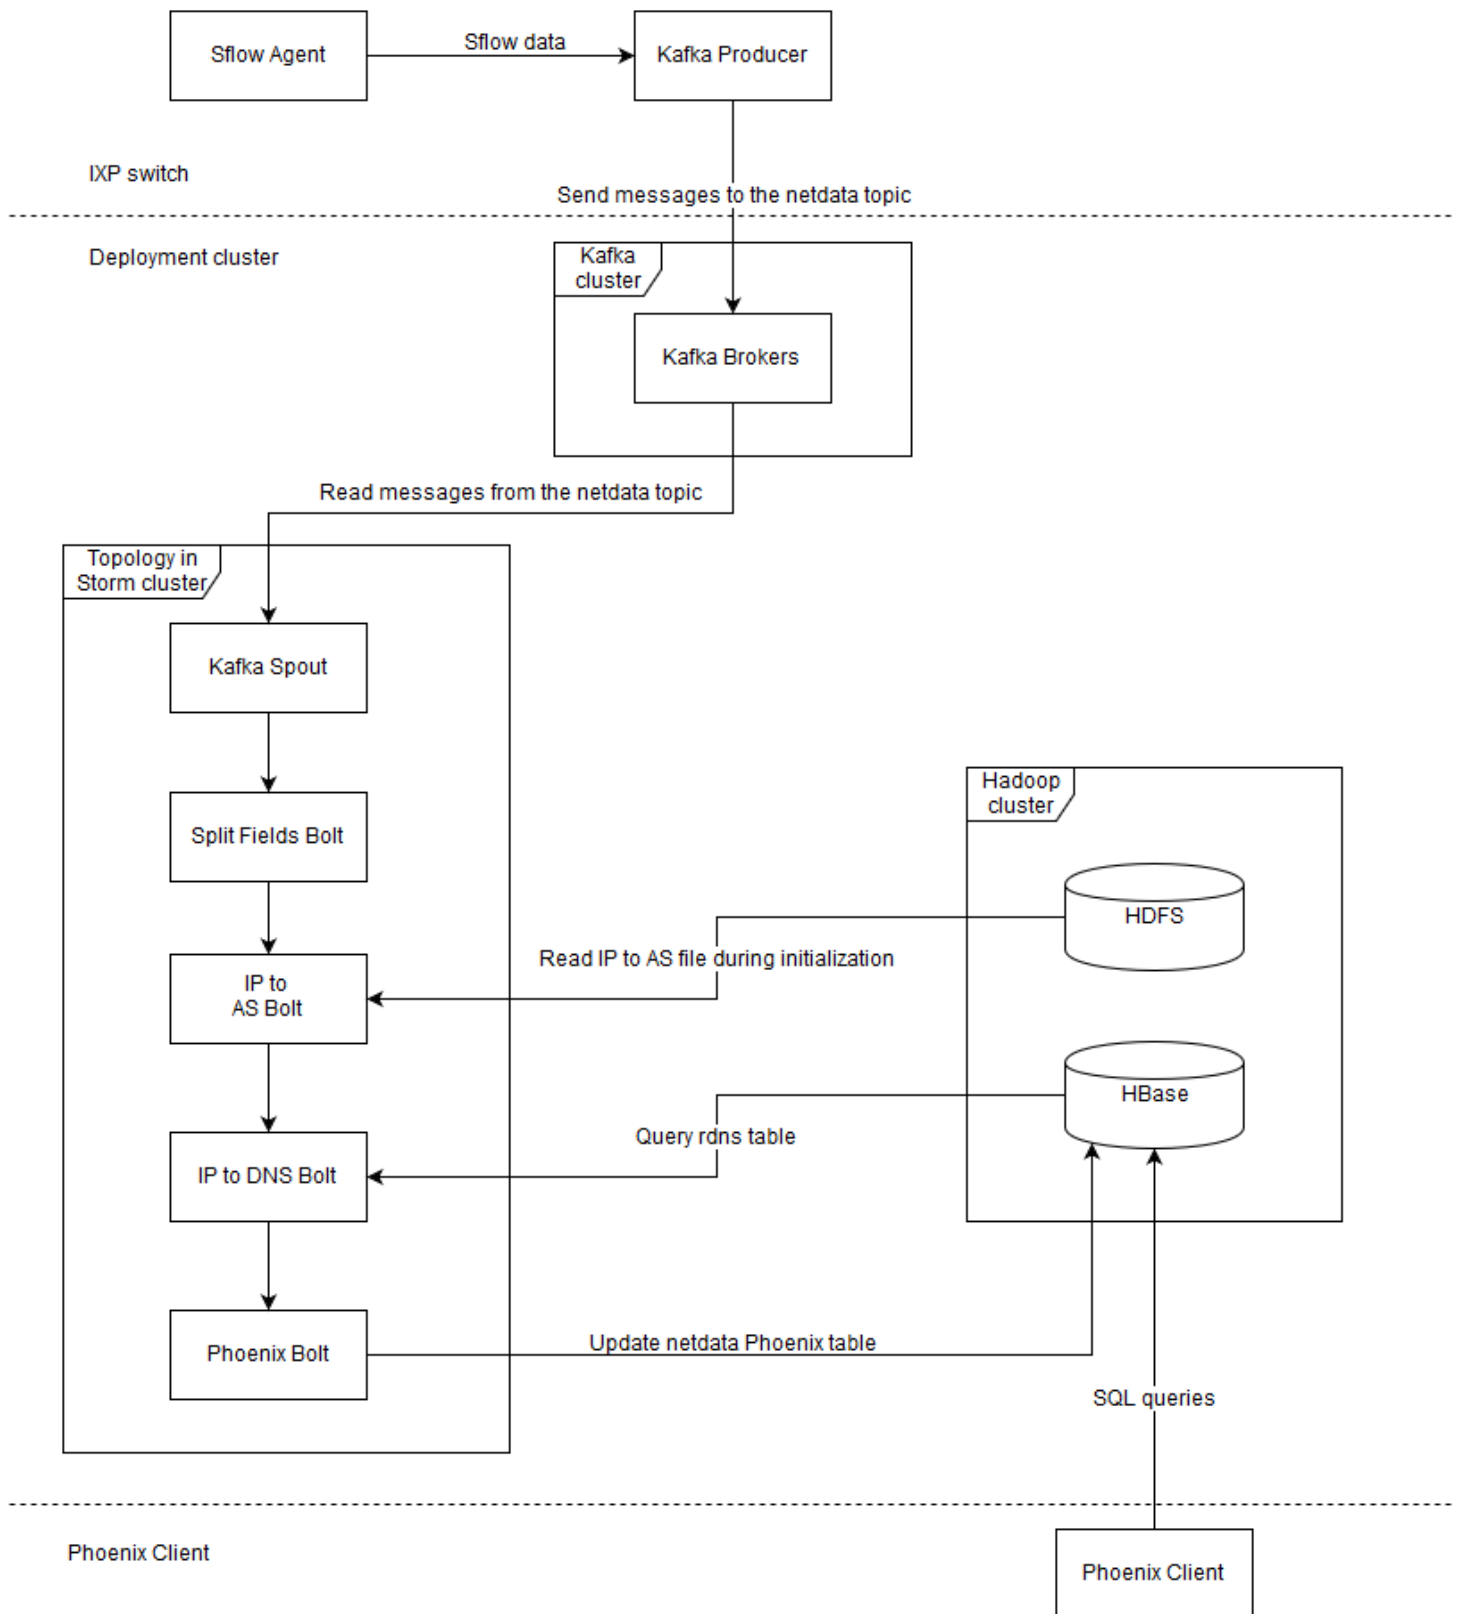 Sflow Agent
Sflow data
Kafka Producer
IXP switch
Send messages to the netdata topic
Deployment cluster
Kafka
cluster
Kafka Brokers
Read messages from the netdata topic
Topology in
Storm cluster
Kafka Spout
Split Fields Bolt
Hadoop
cluster
HDFS
Read IP to AS file during initialization
IP to
AS Bolt
HBase
Query rdns table
IP to DNS Bolt
Update netdata Phoenix table
Phoenix Bolt
SQL queries
Phoenix Client
Phoenix Client